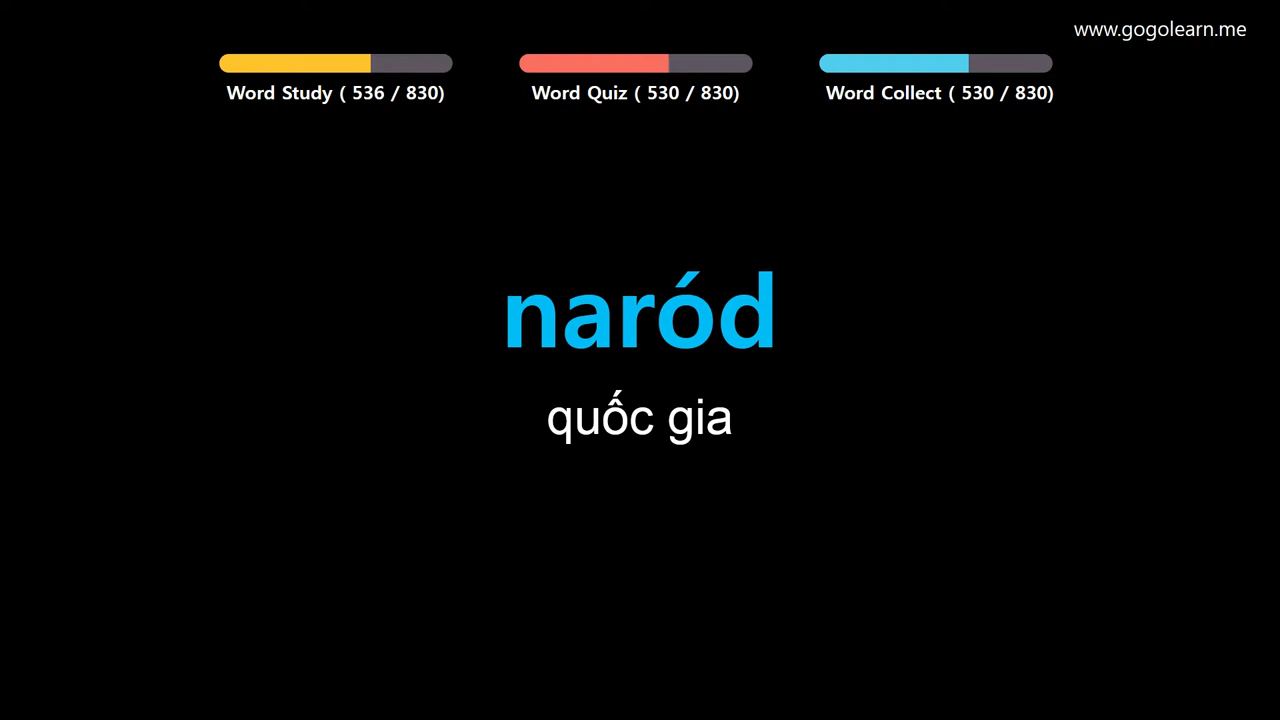 www.gogolearn.me
Word Study ( 536 / 830)
Word Quiz ( 530 / 830)
Word Collect ( 530 / 830)
naród
quốc gia